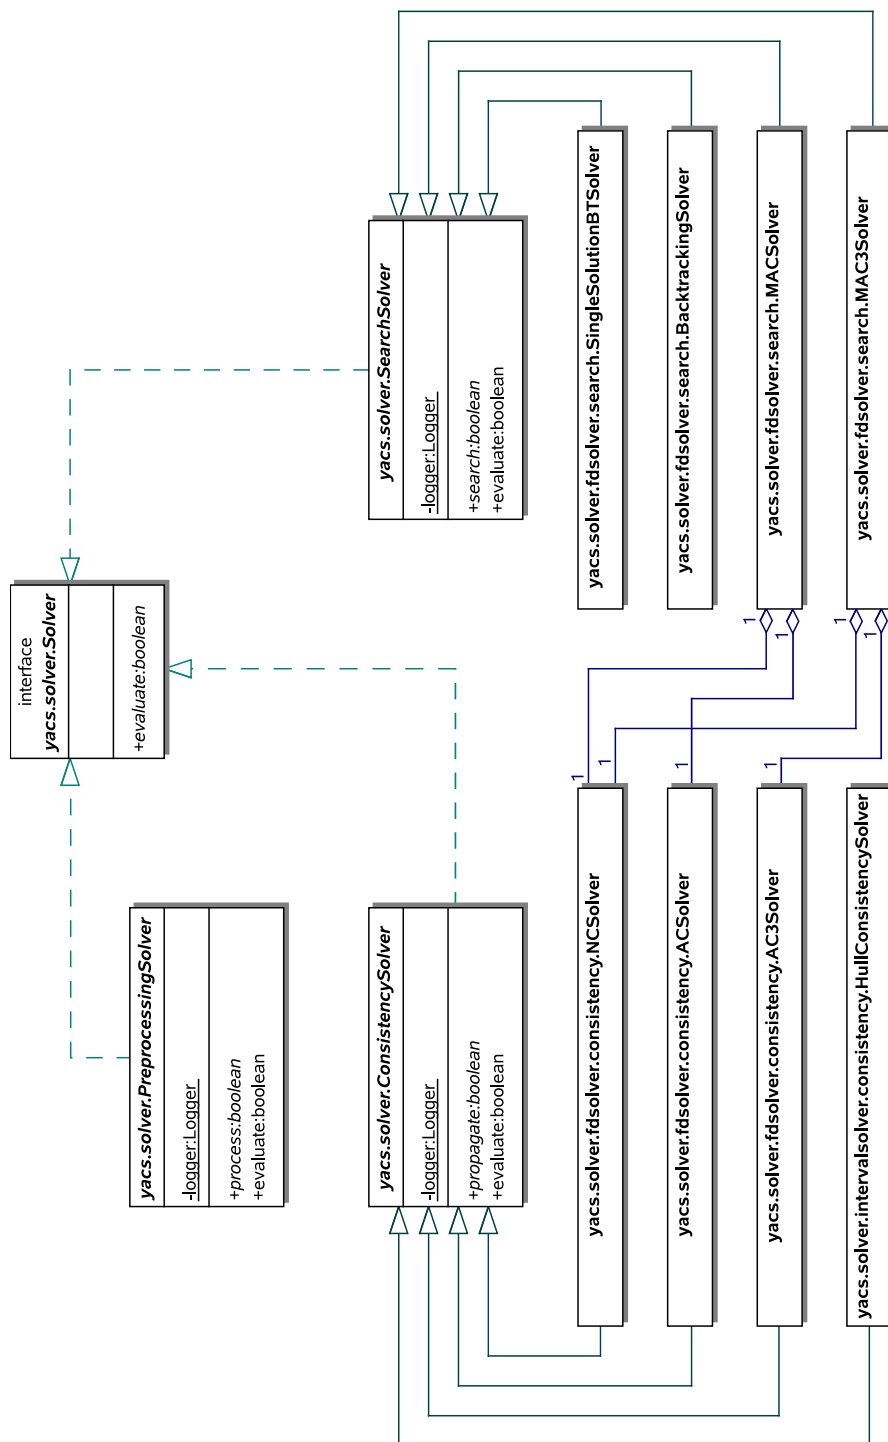 interface
yacs.solver.Solver
+evaluate:boolean
yacs.solver.PreprocessingSolver
-logger:Logger
+process:boolean
+evaluate:boolean
yacs.solver.ConsistencySolver
-logger:Logger
+propagate:boolean
+evaluate:boolean
yacs.solver.SearchSolver
-logger:Logger
+search:boolean
+evaluate:boolean
yacs.solver.fdsolver.consistency.NCSolver
yacs.solver.fdsolver.consistency.ACSolver
yacs.solver.fdsolver.consistency.AC3Solver
yacs.solver.intervalsolver.consistency.HullConsistencySolver
yacs.solver.fdsolver.search.SingleSolutionBTSolver
yacs.solver.fdsolver.search.BacktrackingSolver
yacs.solver.fdsolver.search.MACSolver
yacs.solver.fdsolver.search.MAC3Solver
1
1
1
1
1
1
1
1